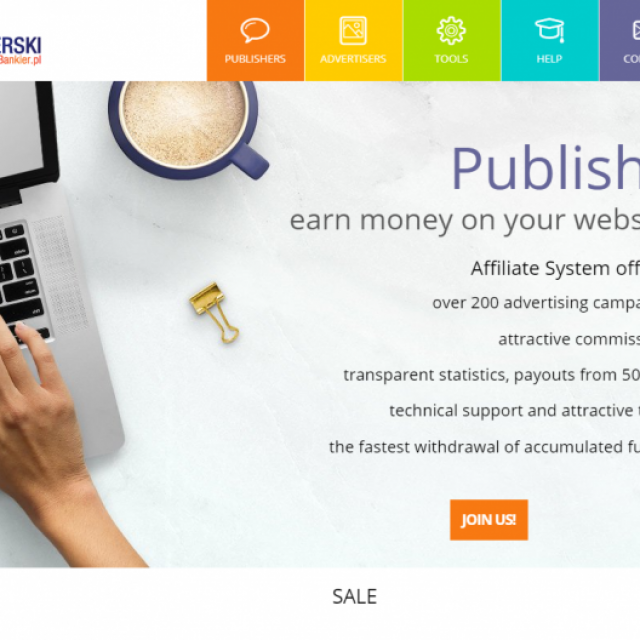 ERSKI
Bankier.pl
PUBLISHERS
ADVERTISERS
TOOLS
HELP
CO
Publish
earn money on your webs
Affiliate System off
over 200 advertising campa
attractive commiss
transparent statistics, payouts from 50
technical support and attractive t
the fastest withdrawal of accumulated fu
JOIN US!
SALE